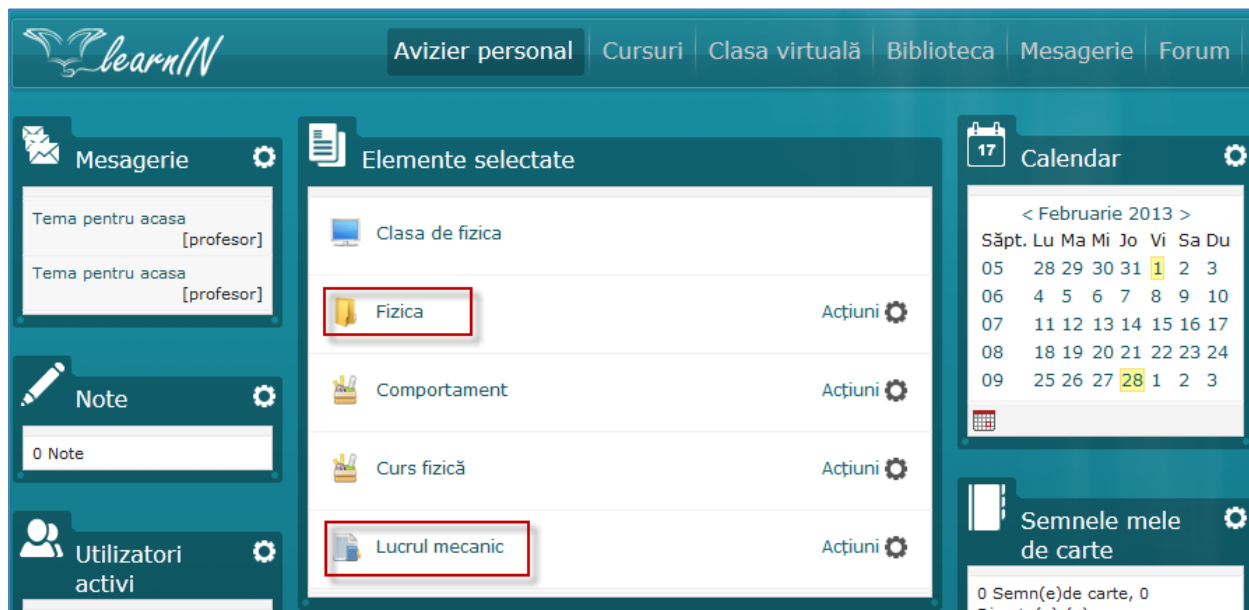 learnIN
Avizier personal Cursuri Clasa virtuală Biblioteca Mesagerie Forum
Mesagerie
Tema pentru acasa
[profesor]
Tema pentru acasa
[profesor]
Note
0 Note
Utilizatori
activi
Elemente selectate
Clasa de fizica
Fizica Acțiuni
Comportament Acțiuni
Curs fizică Acțiuni
Lucrul mecanic Acțiuni
17
Calendar
< Februarie 2013 >
Săpt. Lu Ma Mi Jo Vi Sa Du
05 28 29 30 31 1 2 3
06 4 5 6 7 8 9 10
07 11 12 13 14 15 16 17
08 18 19 20 21 22 23 24
09 25 26 27 28 1 2 3
Semnele mele
de carte
0 Semn(e)de carte, 0